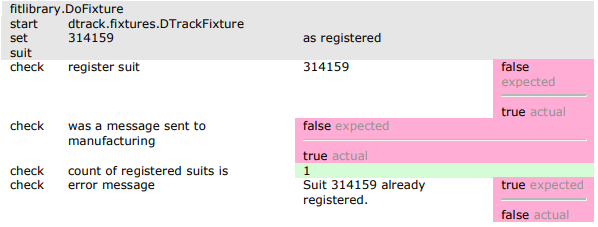 fitlibrary.DoFixture
start dtrack.fixtures.DTrackFixture
set 314159 as registered
suit
check register suit 314159 false
expected
true actual
check was a message sent to false expected
manufacturing
true actual
check count of registered suits is 1
check error message Suit 314159 already true expected
registered.
false actual